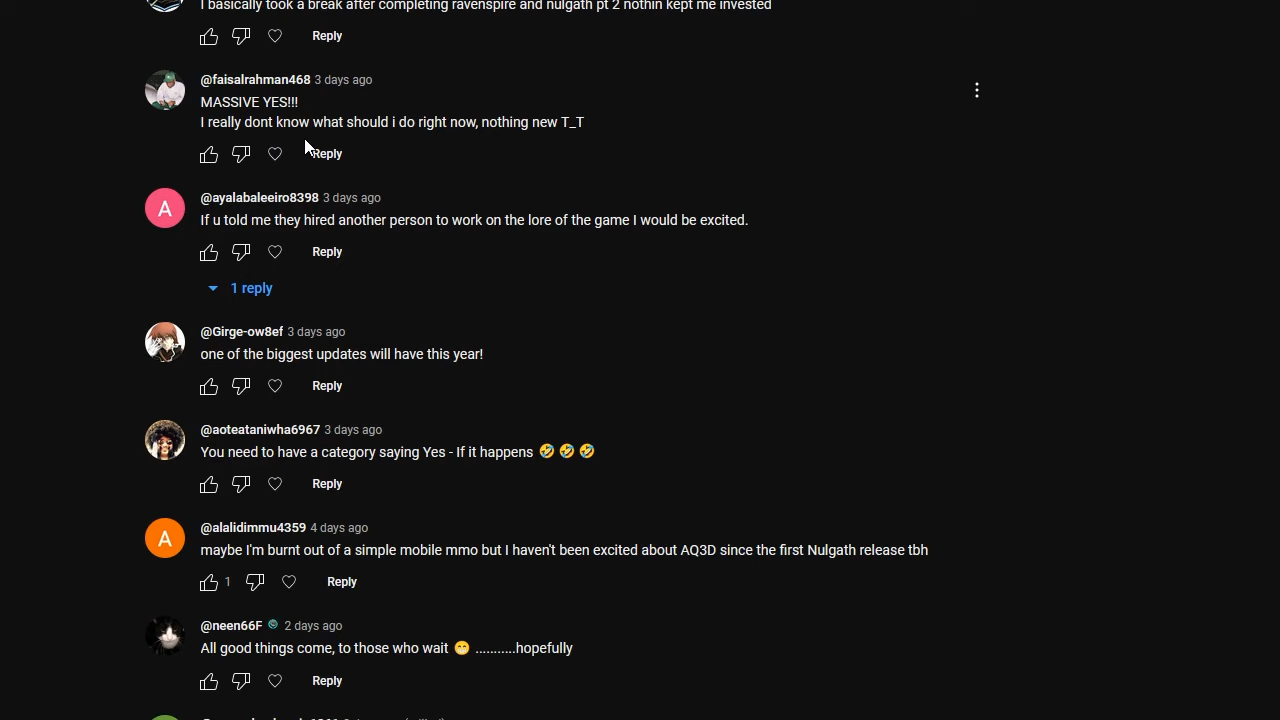 I basically took a break after completing ravenspire and nulgath pt 2 nothin kept me invested
Reply
@faisalrahman468 3 days ago
MASSIVE YES!!!
I really dont know what should i do right now, nothing new T_T
Reply
@ayalabaleeiro8398 3 days ago
A
If u told me they hired another person to work on the lore of the game I would be excited.
Reply
1 reply
@Girge-ow8ef 3 days ago
one of the biggest updates will have this year!
Reply
@aoteataniwha6967 3 days ago
You need to have a category saying Yes - If it happens 🤣 🤣 🤣
Reply
@alalidimmu4359 4 days ago
A
maybe I'm burnt out of a simple mobile mmo but I haven't been excited about AQ3D since the first Nulgath release tbh
1 Reply
@neen66F 2 days ago
All good things come, to those who wait 😁 ...........hopefully
Reply